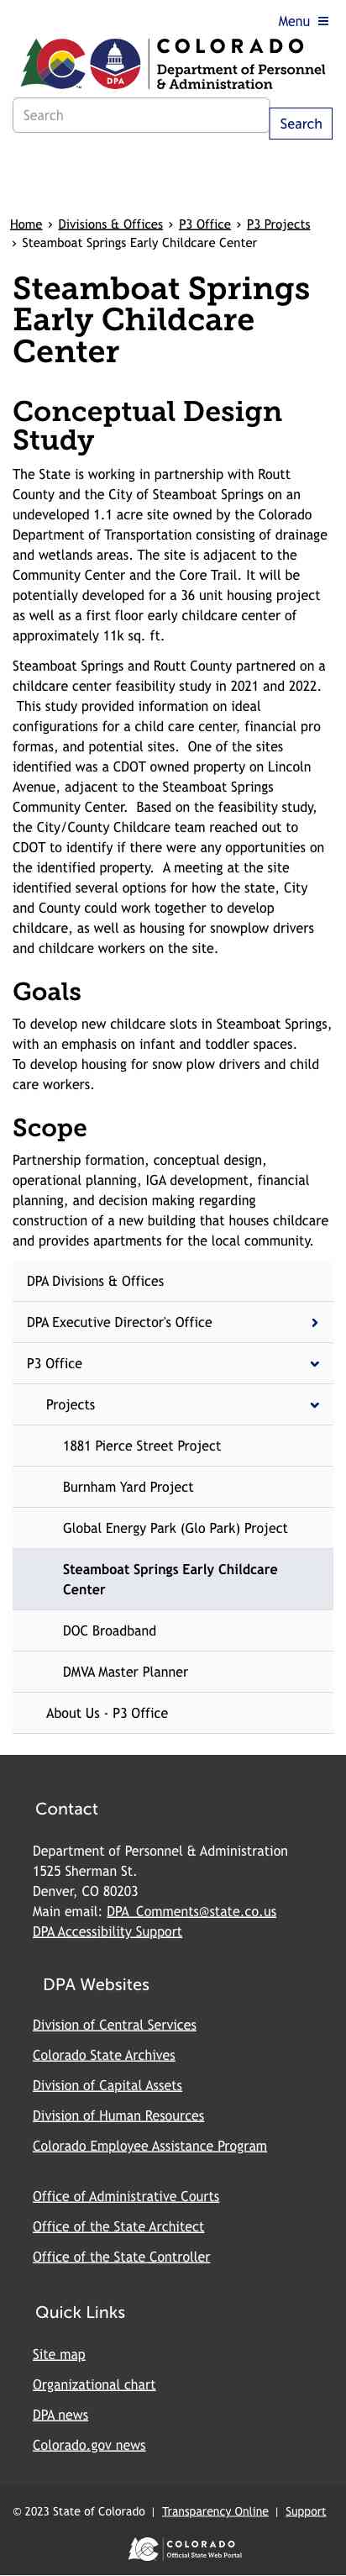 Menu
COLORADO
Department of Personnel
& Administration
DPA
Search
Search
Home › Divisions & Offices › P3 Office › P3 Projects
› Steamboat Springs Early Childcare Center
Steamboat Springs
Early Childcare
Center
Conceptual Design
Study
The State is working in partnership with Routt
County and the City of Steamboat Springs on an
undeveloped 1.1 acre site owned by the Colorado
Department of Transportation consisting of drainage
and wetlands areas. The site is adjacent to the
Community Center and the Core Trail. It will be
potentially developed for a 36 unit housing project
as well as a first floor early childcare center of
approximately 11k sq. ft.
Steamboat Springs and Routt County partnered on a
childcare center feasibility study in 2021 and 2022.
This study provided information on ideal
configurations for a child care center, financial pro
formas, and potential sites.  One of the sites
identified was a CDOT owned property on Lincoln
Avenue, adjacent to the Steamboat Springs
Community Center.  Based on the feasibility study,
the City/County Childcare team reached out to
CDOT to identify if there were any possibilities on
the identified property.  A meeting at the site
identified several options for how the state, City
and County could work together to develop
childcare, as well as housing for snowplow drivers
and childcare workers on the site.
Goals
To develop new childcare slots in Steamboat Springs,
with an emphasis on infant and toddler spaces.
To develop housing for snow plow drivers and child
care workers.
Scope
Partnership formation, conceptual design,
operational planning, IGA development, financial
planning, and decision making regarding
construction of a new building that houses childcare
and provides apartments for the local community.
DPA Divisions & Offices
DPA Executive Director's Office
P3 Office
Projects
1881 Pierce Street Project
Burnham Yard Project
Global Energy Park (Glo Park) Project
Steamboat Springs Early Childcare
Center
DOC Broadband
DMVA Master Planner
About Us - P3 Office
Contact
Department of Personnel & Administration
1525 Sherman St.
Denver, CO 80203
Main email: DPA_Comments@state.co.us
DPA Accessibility Support
DPA Websites
Division of Central Services
Colorado State Archives
Division of Capital Assets
Division of Human Resources
Colorado Employee Assistance Program
Office of Administrative Courts
Office of the State Architect
Office of the State Controller
Quick Links
Site map
Organizational chart
DPA news
Colorado.gov news
© 2023 State of Colorado | Transparency Online | Support
COLORADO
Official State Web Portal